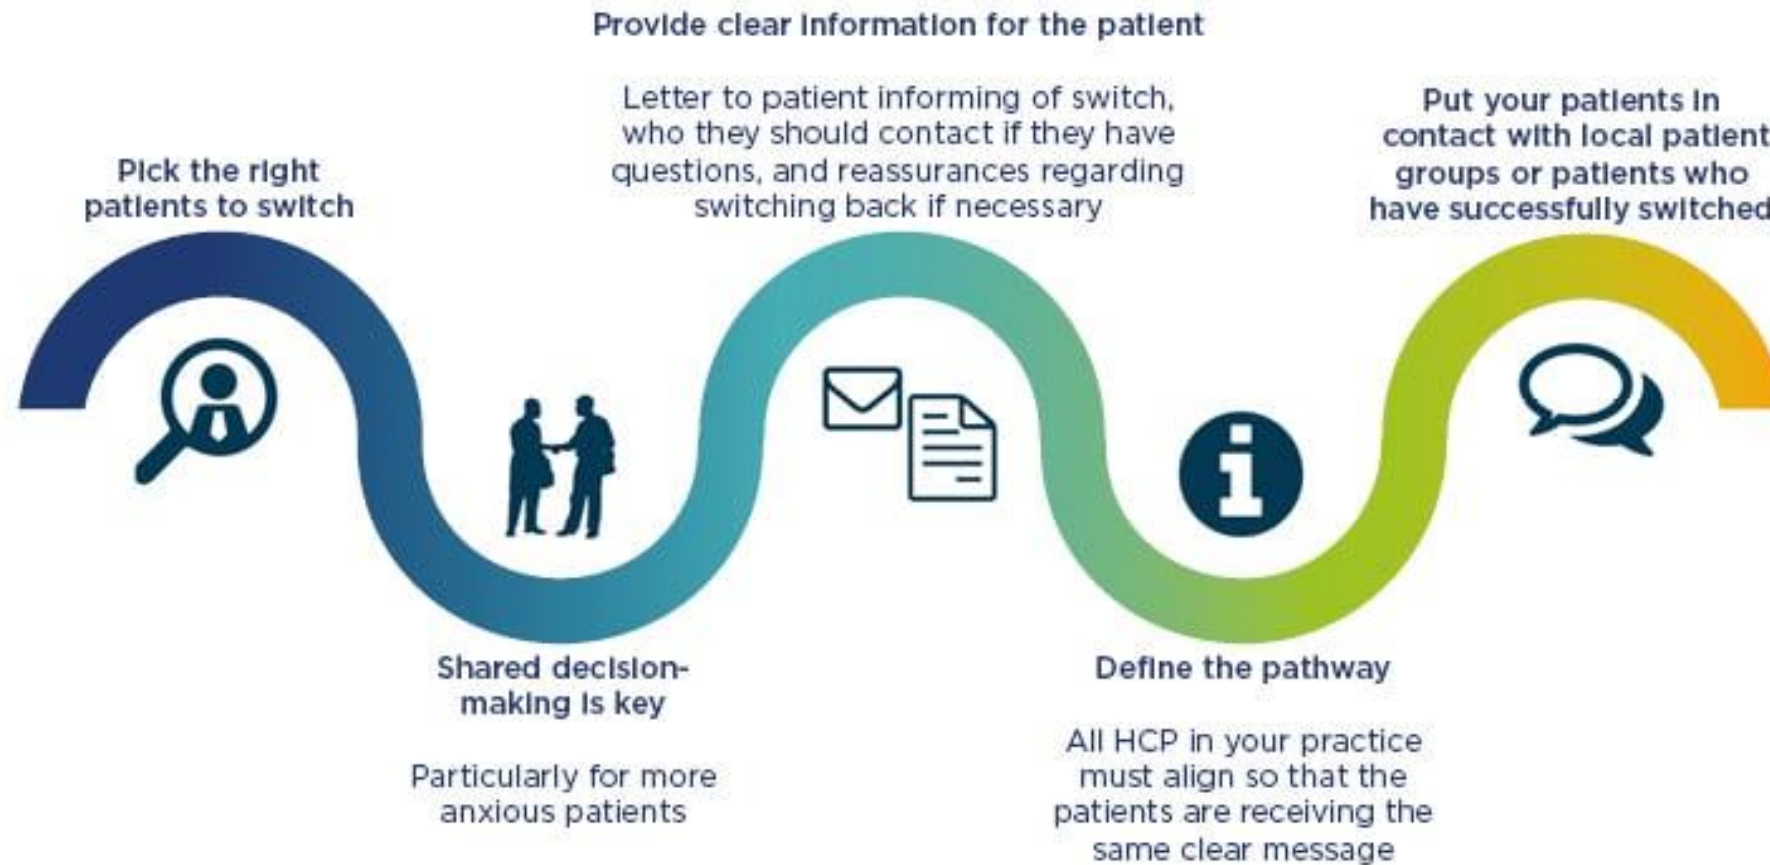 Pick the right
patients to switch
Shared decision-
making is key
Particularly for more
anxious patients
Provide clear information for the patient
Letter to patient informing of switch,
who they should contact if they have
questions, and reassurances regarding
switching back if necessary
Define the pathway
All HCP in your practice
must align so that the
patients are receiving the
same clear message
Put your patients in
contact with local patient
groups or patients who
have successfully switched